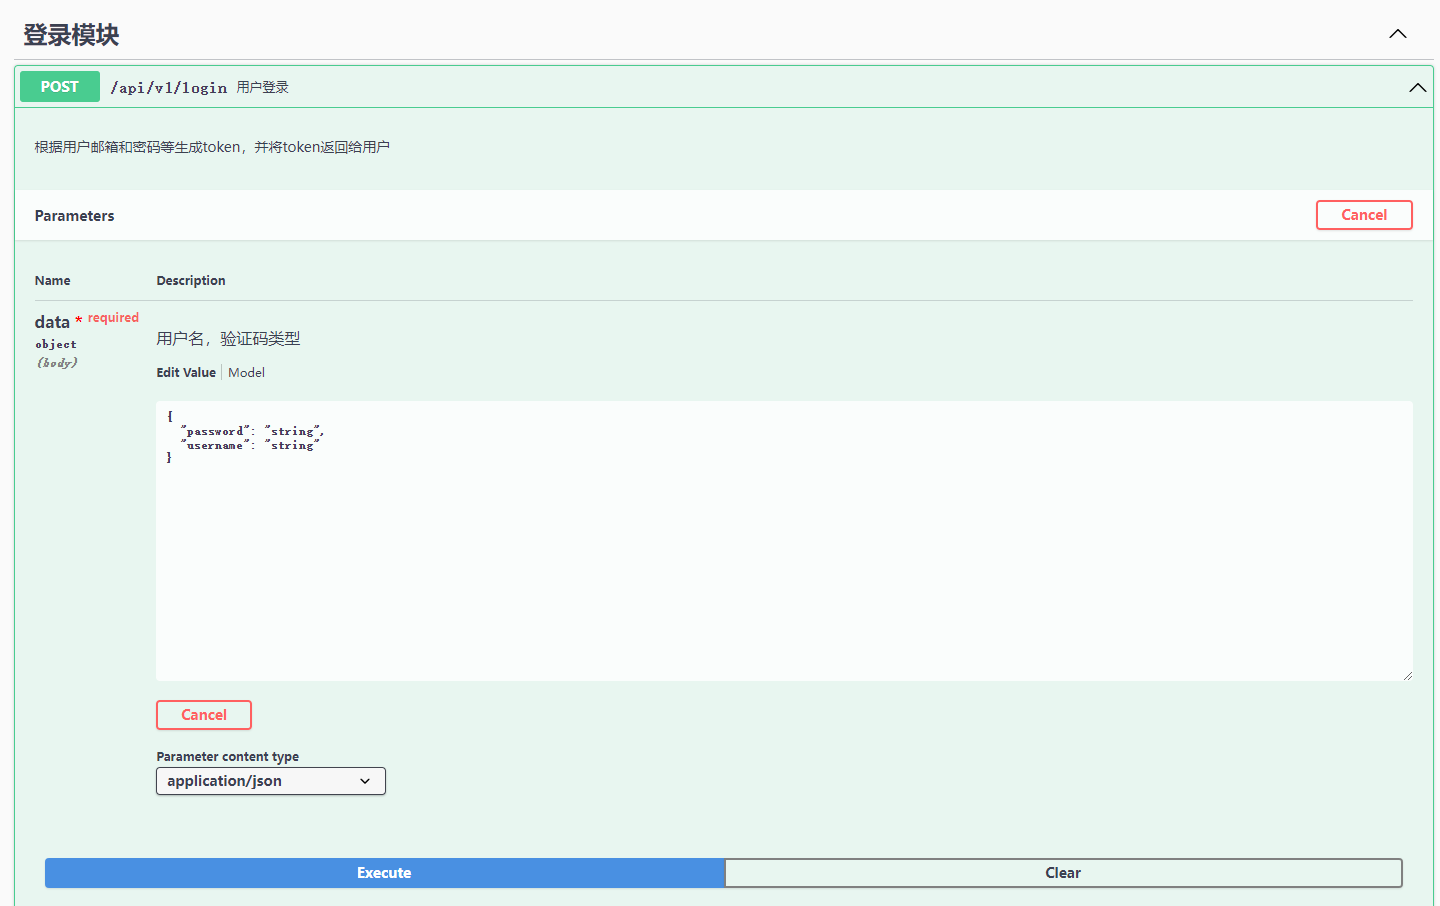 登录模块
POST /api/v1/login 用户登录
根据用户邮箱和密码等生成token，并将token返回给用户
Parameters Cancel
Name Description
data * required
object
(body)
用户名，验证码类型
Edit Value | Model
{
"password": "string",
"username": "string"
}
Cancel
Parameter content type
application/json
Execute Clear